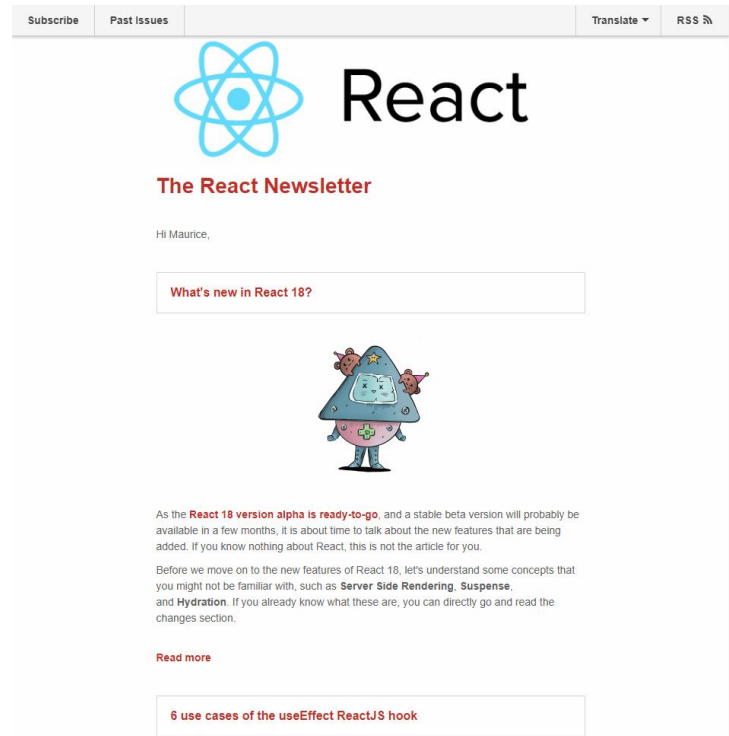 Subscribe
Past Issues
Translate
RSS
React
The React Newsletter
Hi Maurice,
What's new in React 18?
As the React 18 version alpha is ready-to-go, and a stable beta version will probably be
available in a few months, it is about time to talk about the new features that are being
added. If you know nothing about React, this is not the article for you.
Before we move on to the new features of React 18, let's understand some concepts that
you might not be familiar with, such as Server Side Rendering, Suspense,
and Hydration. If you already know what these are, you can directly go and read the
changes section.
Read more
6 use cases of the useEffect ReactJS hook